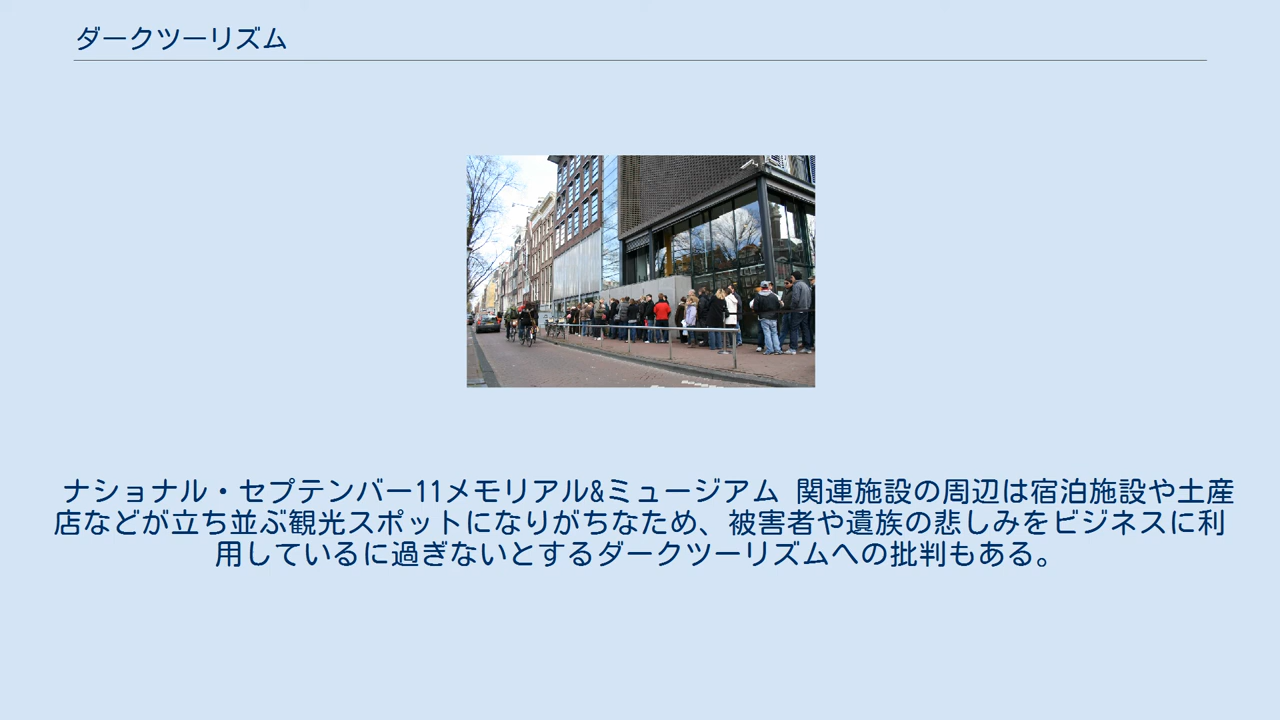 ダークツーリズム
ナショナル・セプテンバー11メモリアル&ミュージアム 関連施設の周辺は宿泊施設や土産
店などが立ち並ぶ観光スポットになりがちなため、被害者や遺族の悲しみをビジネスに利
用しているに過ぎないとするダークツーリズムへの批判もある。